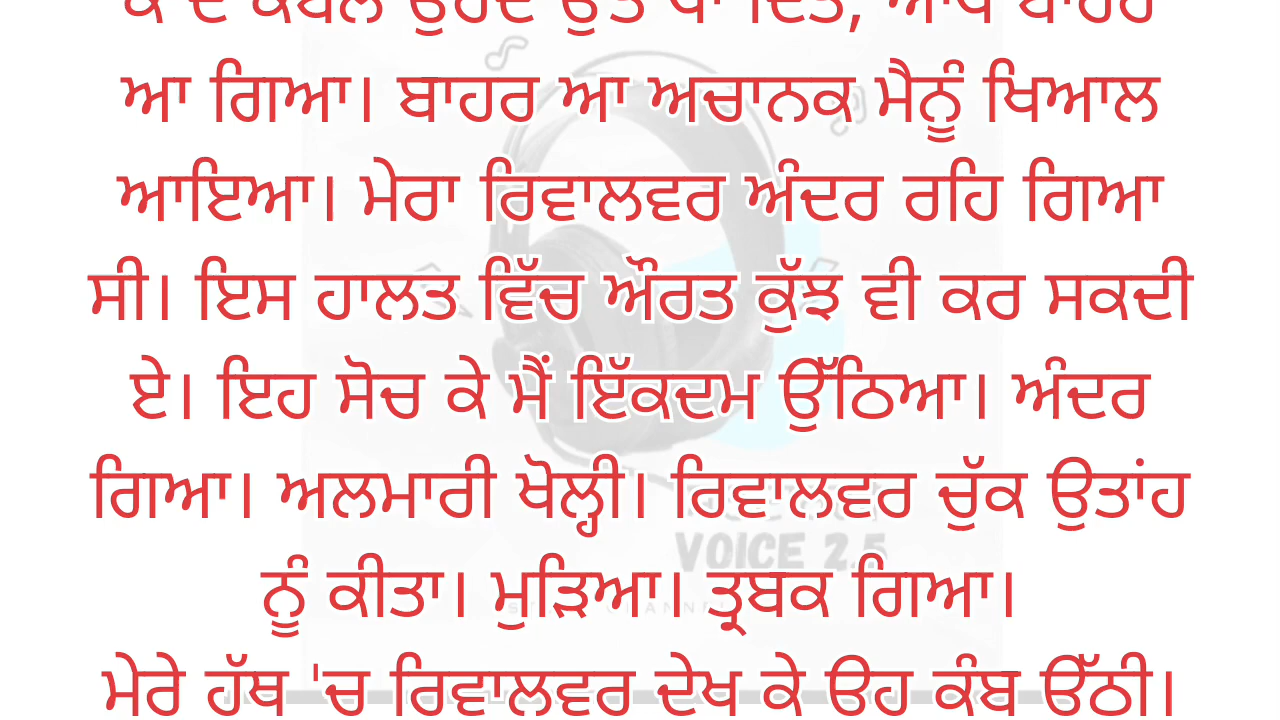 ਆ ਗਿਆ। ਬਾਹਰ ਆ ਅਚਾਨਕ ਮੈਨੂੰ ਖਿਆਲ
ਆਇਆ। ਮੇਰਾ ਰਿਵਾਲਵਰ ਅੰਦਰ ਰਹਿ ਗਿਆ
ਸੀ। ਇਸ ਹਾਲਤ ਵਿੱਚ ਔਰਤ ਕੁੱਝ ਵੀ ਕਰ ਸਕਦੀ
ਏ। ਇਹ ਸੋਚ ਕੇ ਮੈਂ ਇੱਕਦਮ ਉੱਠਿਆ। ਅੰਦਰ
ਗਿਆ। ਅਲਮਾਰੀ ਖੋਲ੍ਹੀ। ਰਿਵਾਲਵਰ ਚੁੱਕ ਉਤਾਂਹ
ਨੂੰ ਕੀਤਾ। ਮੁੜਿਆ। ਤ੍ਰਬਕ ਗਿਆ।
ਮੇਰੇ ਹੱਥ 'ਚ ਰਿਵਾਲਵਰ ਦੇਖ ਕੇ ਉਹ ਕੰਬ ਉੱਠੀ।
VOICE 2.5